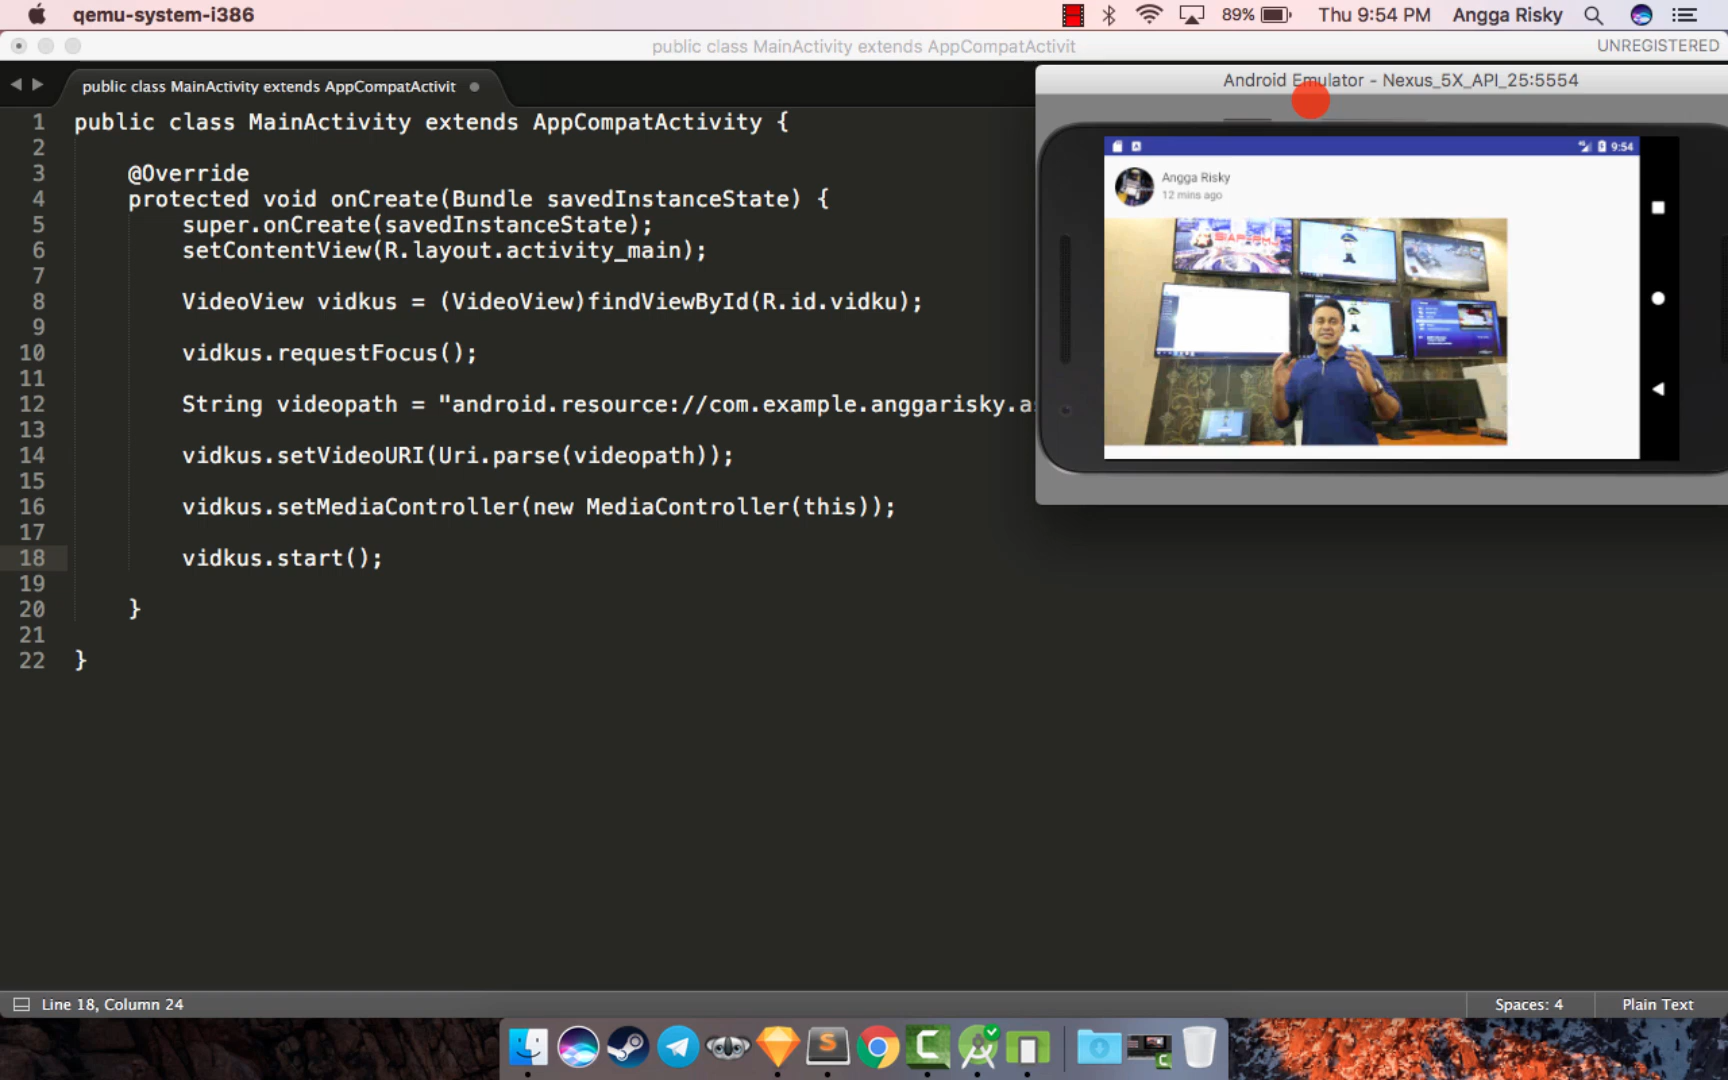 qemu-system-i386
89%
Thu 9:54 PM
Angga Risky
public class MainActivity extends AppCompatActivit
UNREGISTERED
public class MainActivity extends AppCompatActivit
1 public class MainActivity extends AppCompatActivity {
2
3 @Override
4 protected void onCreate(Bundle savedInstanceState) {
5 super.onCreate(savedInstanceState);
6 setContentView(R.layout.activity_main);
7
8 VideoView vidkus = (VideoView)findViewById(R.id.vidku);
9
10 vidkus.requestFocus();
11
12 String videopath = "android.resource://com.example.anggarisky.as
13
14 vidkus.setVideoURI(Uri.parse(videopath));
15
16 vidkus.setMediaController(new MediaController(this));
17
18 vidkus.start();
19
20 }
21
22 }
Android Emulator - Nexus_5X_API_25:5554
9:54
Angga Risky
12 mins ago
Line 18, Column 24
Spaces: 4
Plain Text